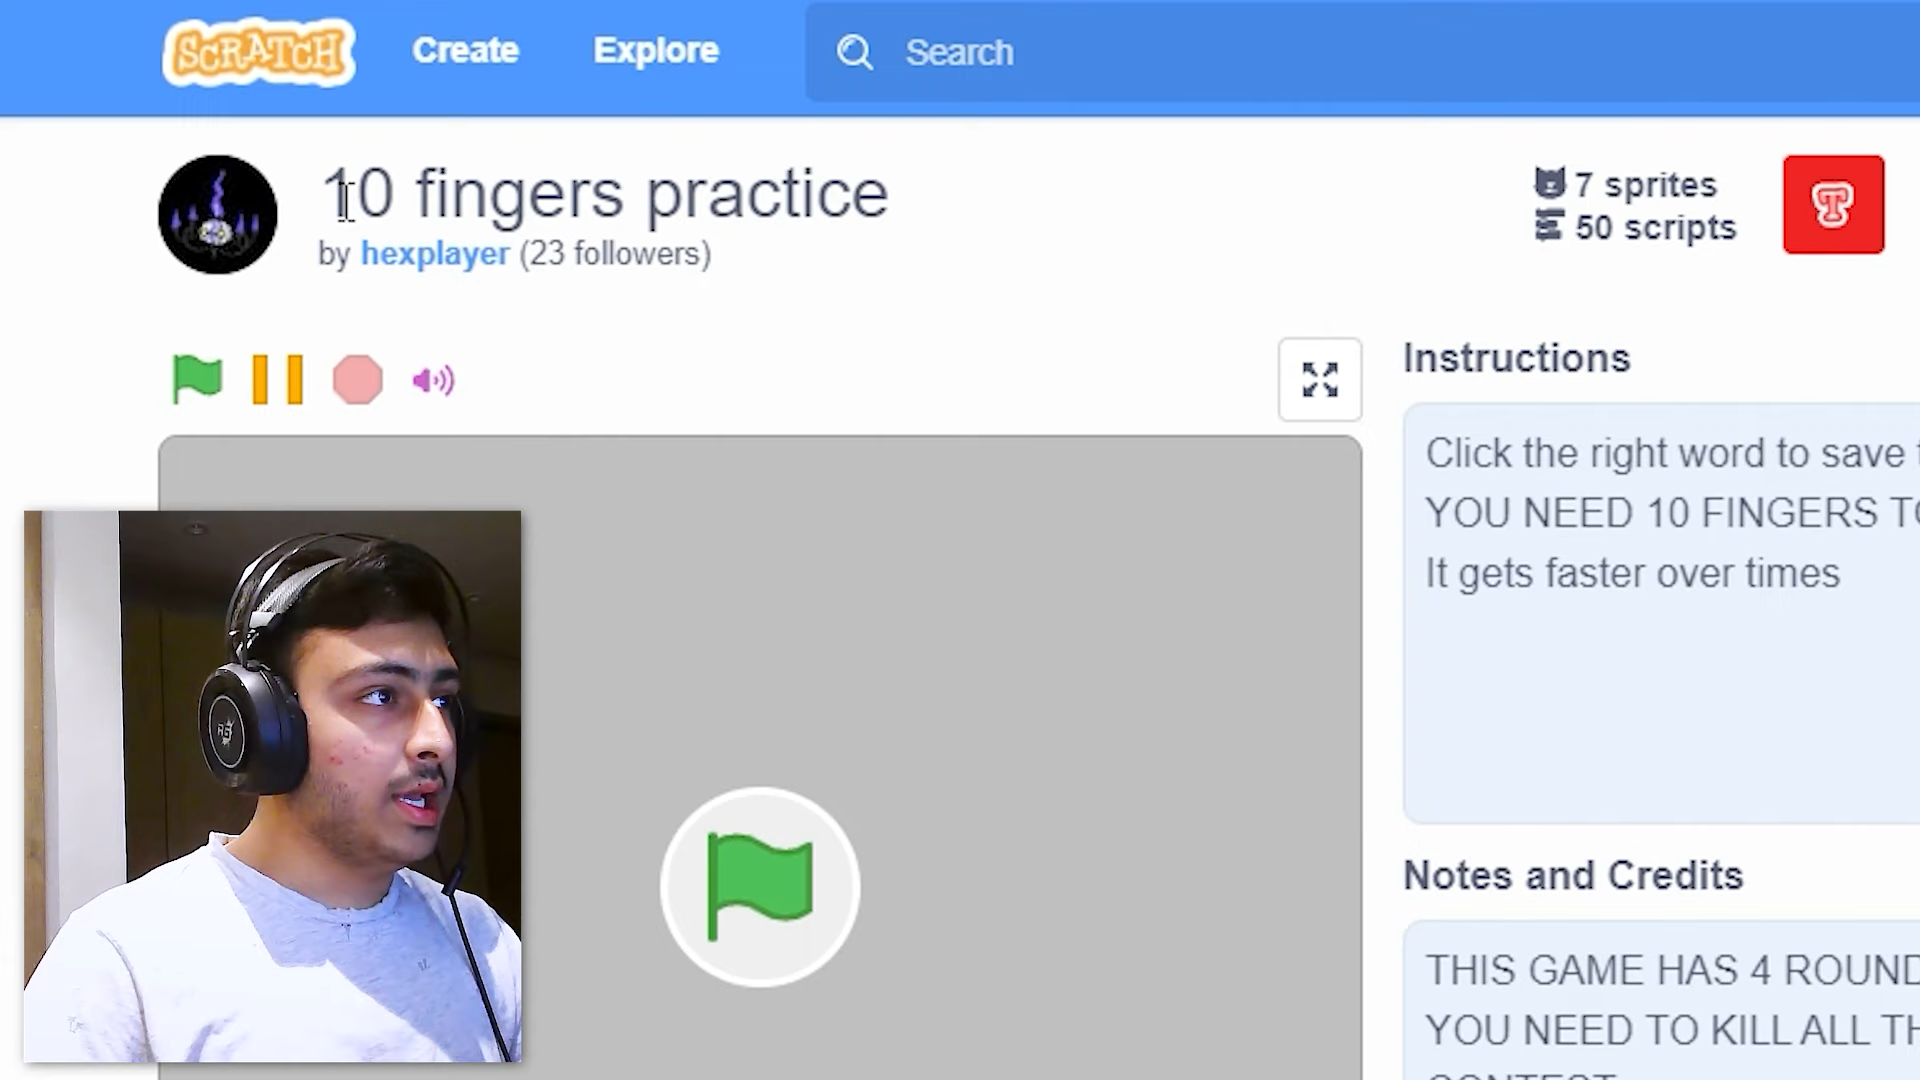 SCRATCH Create Explore Search
10 fingers practice
by hexplayer (23 followers)
7 sprites
50 scripts
T
Instructions
Click the right word to save
YOU NEED 10 FINGERS
It gets faster over times
Notes and Credits
THIS GAME HAS 4 ROUND
YOU NEED TO KILL ALL